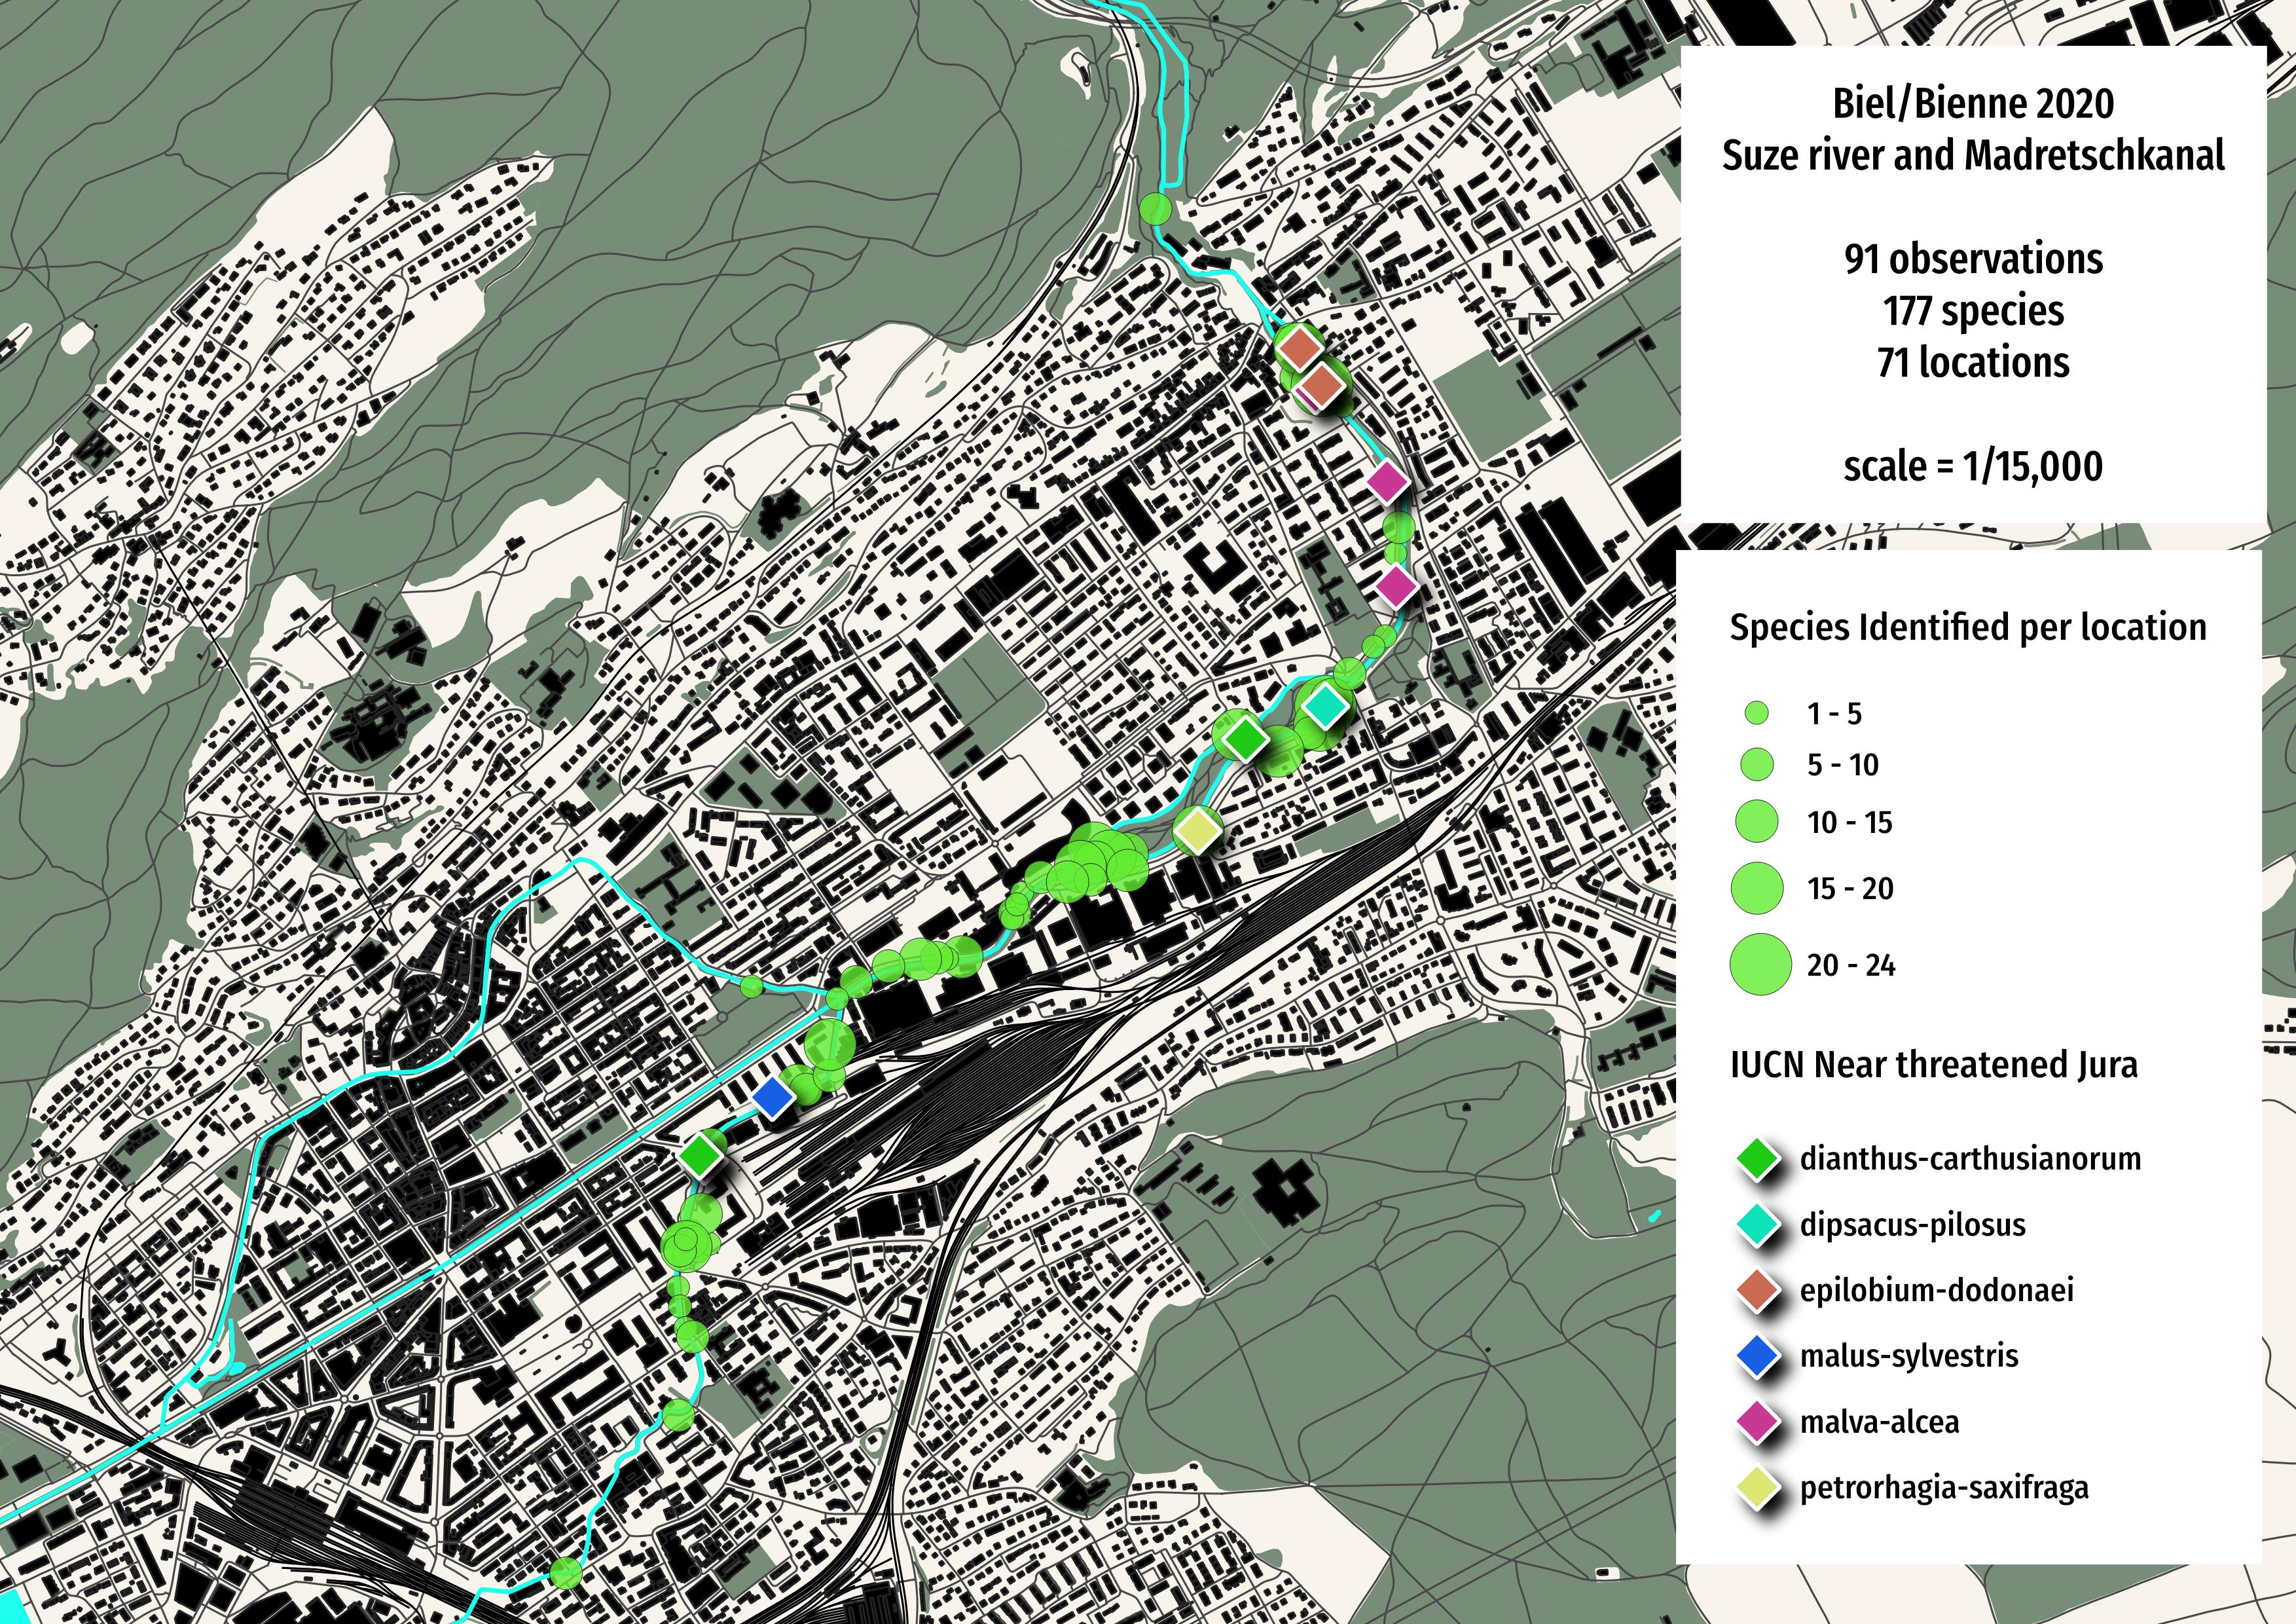 Biel/Bienne 2020
Suze river and Madretschkanal
91 observations
177 species
71 locations
scale = 1/15,000
Species Identified per location
1 - 5
5 - 10
10 - 15
15 - 20
20 - 24
IUCN Near threatened Jura
dianthus-carthusianorum
dipsacus-pilosus
epilobium-dodonaei
malus-sylvestris
malva-alcea
petrorhagia-saxifraga